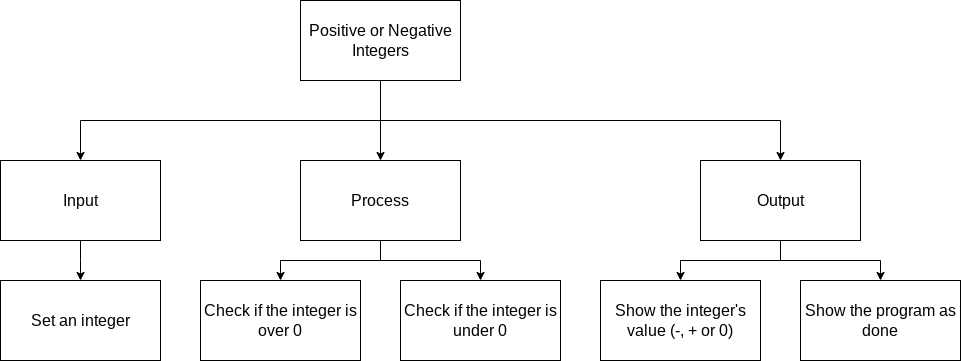 Positive or Negative
Integers
Input
Process
Output
Set an integer
Check if the integer is
over 0
Check if the integer is
under 0
Show the integer's
value (-, + or 0)
Show the program as
done